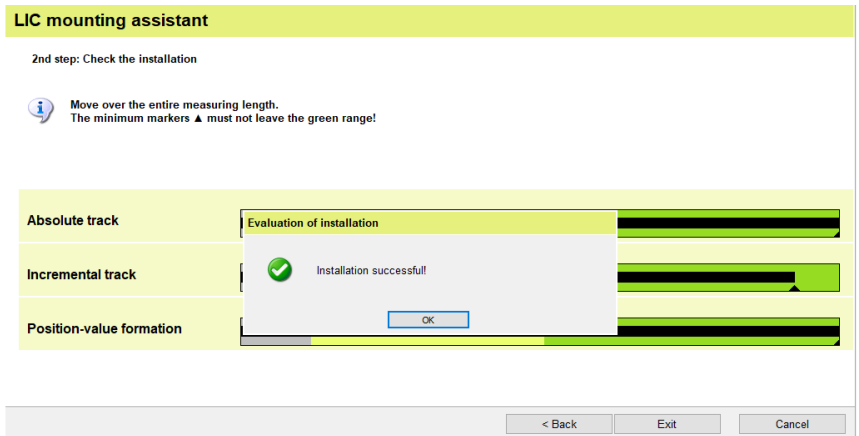 LIC mounting assistant
2nd step: Check the installation
Move over the entire measuring length.
The minimum markers ▲ must not leave the green range!
Absolute track
Evaluation of installation
Installation successful!
Incremental track
OK
Position-value formation
< Back
Exit
Cancel